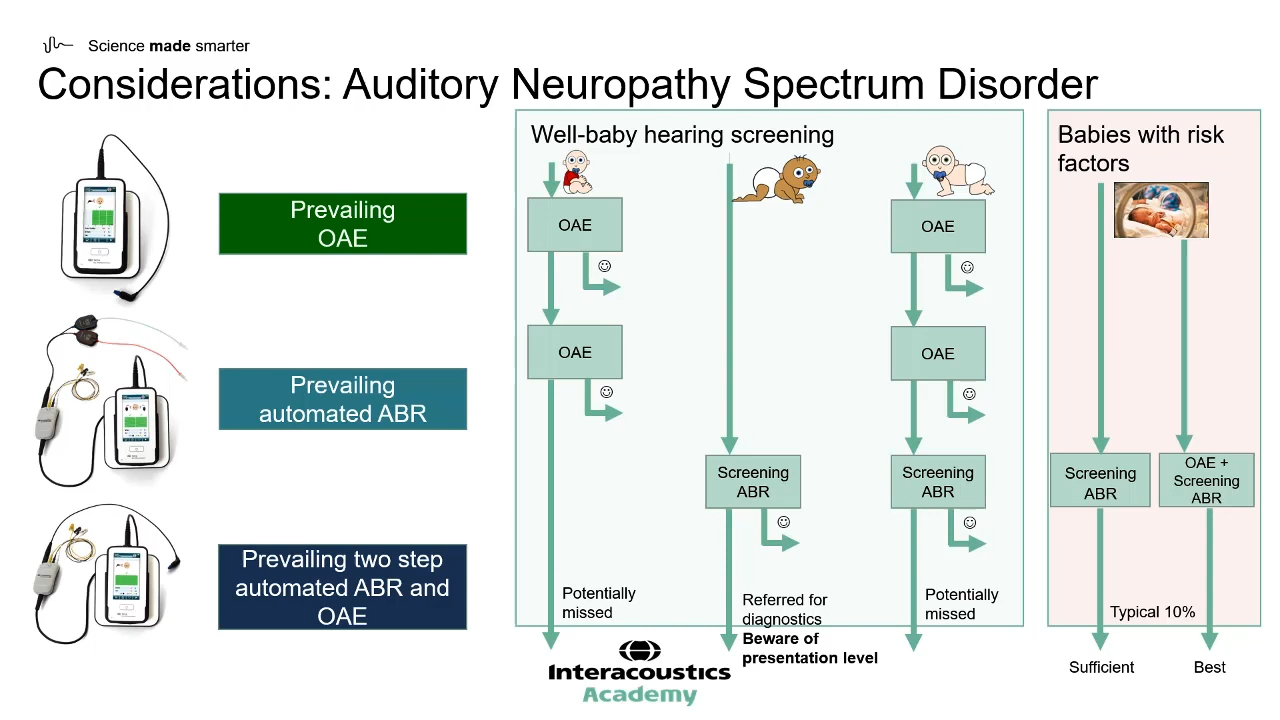 Science made smarter
Considerations: Auditory Neuropathy Spectrum Disorder
Prevailing
OAE
Prevailing
automated ABR
Prevailing two step
automated ABR and
OAE
Well-baby hearing screening
OAE
OAE
Potentially
missed
Screening
ABR
Referred for
diagnostics
Beware of
presentation level
OAE
OAE
Screening
ABR
Potentially
missed
Babies with risk
factors
Screening
ABR
OAE +
Screening
ABR
Typical 10%
Sufficient
Best
Interacoustics
Academy